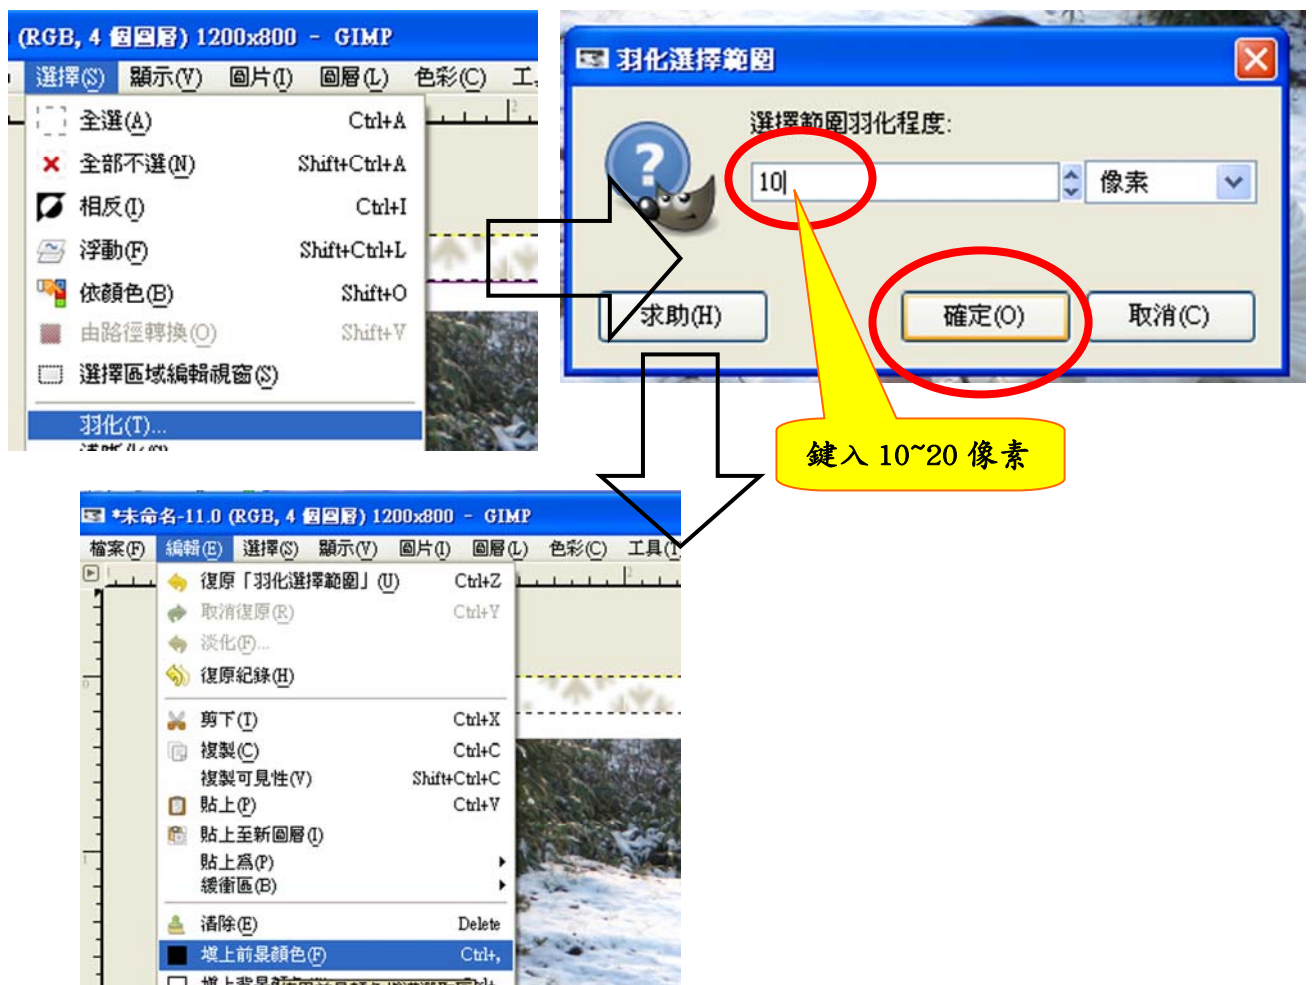 (RGB, 4 個圖層) 1200x800 - GIMP
選擇(S) 顯示(V) 圖片(I) 圖層(L) 色彩(C) 工
全選(A) Ctrl+A
全部不選(N) Shift+Ctrl+A
相反(I) Ctrl+I
浮動(F) Shift+Ctrl+L
依顏色(B) Shift+O
由路徑轉換(O) Shift+V
選擇區域編輯視窗(S)
羽化(T)...
羽化選擇範圍
選擇範圍羽化程度:
10 像素
求助(H) 確定(O) 取消(C)
鍵入 10~20 像素
*未命名-11.0 (RGB, 4 個圖層) 1200x800 - GIMP
檔案(F) 編輯(E) 選擇(S) 顯示(V) 圖片(I) 圖層(L) 色彩(C) 工具(T
復原「羽化選擇範圍」(U) Ctrl+Z
取消復原(R) Ctrl+Y
淡化(F)...
復原紀錄(H)
剪下(T) Ctrl+X
複製(C) Ctrl+C
複製可見性(V) Shift+Ctrl+C
貼上(P) Ctrl+V
貼上至新圖層(I)
貼上為(P)
緩衝區(B)
清除(E) Delete
填上前景顏色(F) Ctrl+,